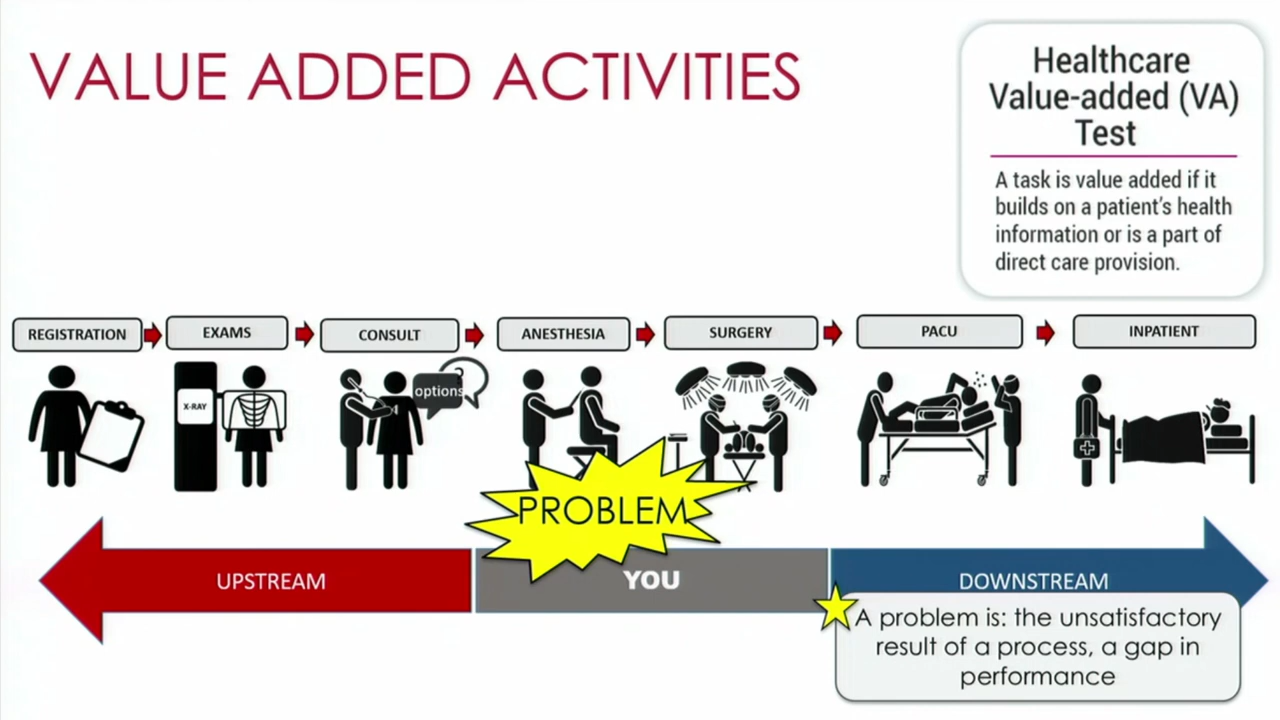 VALUE ADDED ACTIVITIES
Healthcare
Value-added (VA)
Test
A task is value added if it
builds on a patient's health
information or is a part of
direct care provision.
REGISTRATION
EXAMS
CONSULT
ANESTHESIA
SURGERY
PACU
INPATIENT
X-RAY
?
options
PROBLEM
UPSTREAM
YOU
DOWNSTREAM
A problem is: the unsatisfactory
result of a process, a gap in
performance